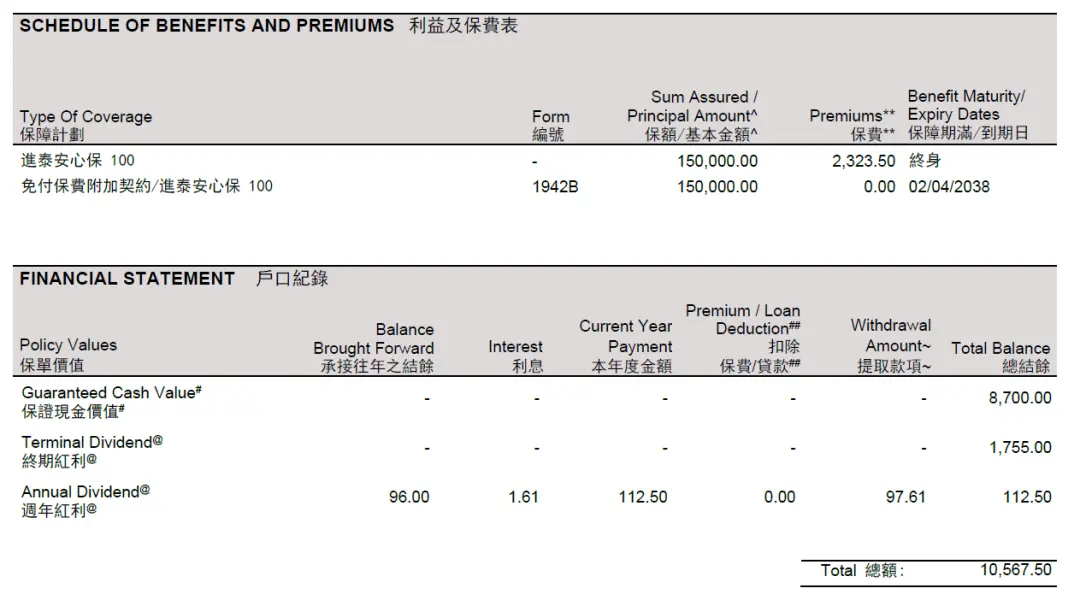 SCHEDULE OF BENEFITS AND PREMIUMS 利益及保費表
Type Of Coverage
保障計劃
Form
編號
Sum Assured /
Principal Amount^
保額/基本金額^
Premiums**
保費**
Benefit Maturity/
Expiry Dates
保障期滿/到期日
進泰安心保 100 - 150,000.00 2,323.50 終身
免付保費附加契約/進泰安心保 100 1942B 150,000.00 0.00 02/04/2038
FINANCIAL STATEMENT 戶口紀錄
Policy Values
保單價值
Balance
Brought Forward
承接往年之結餘
Interest
利息
Current Year
Payment
本年度金額
Premium / Loan
Deduction##
扣除
保費/貸款##
Withdrawal
Amount~
提取款項~
Total Balance
總結餘
Guaranteed Cash Value# - - - - - 8,700.00
保證現金價值#
Terminal Dividend@ - - - - - 1,755.00
終期紅利@
Annual Dividend@ 96.00 1.61 112.50 0.00 97.61 112.50
週年紅利@
Total 總額: 10,567.50